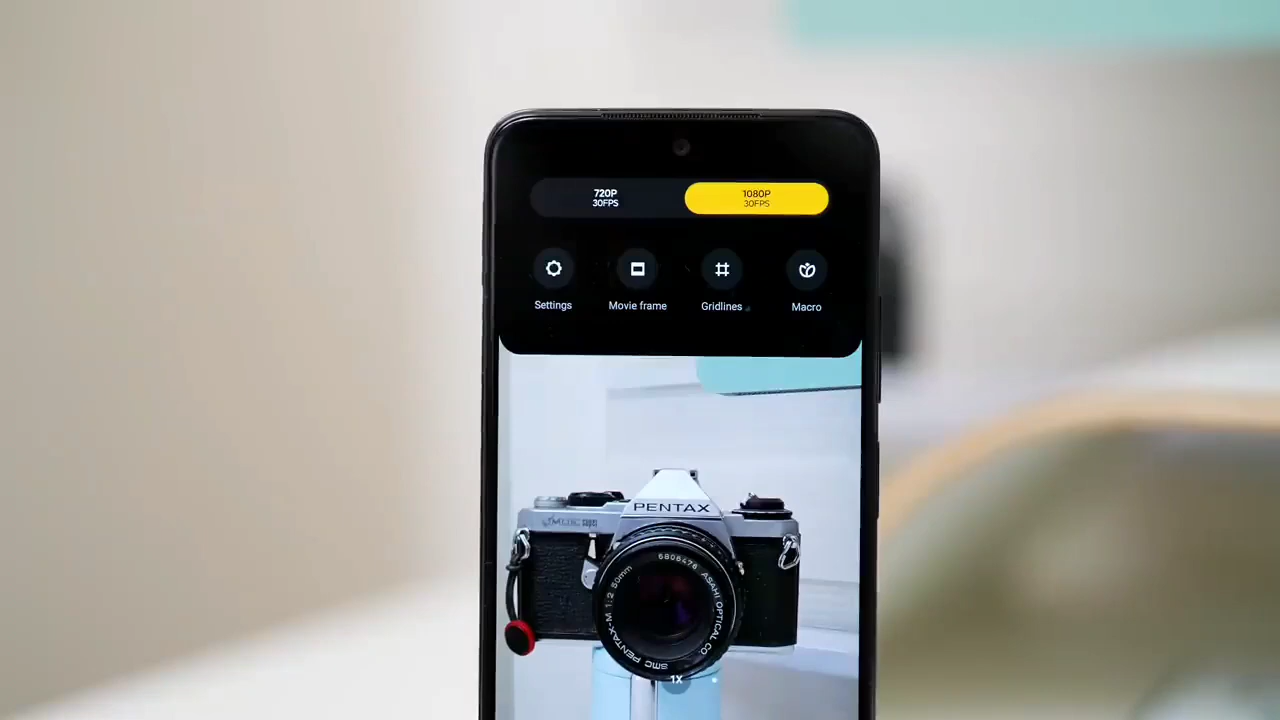 720P
30FPS
1080P
30FPS
Settings
Movie frame
Gridlines
Macro
PENTAX
SMC PENTAX-M 1:2 50mm
5806476
ASAHI OPTICAL CO
1X